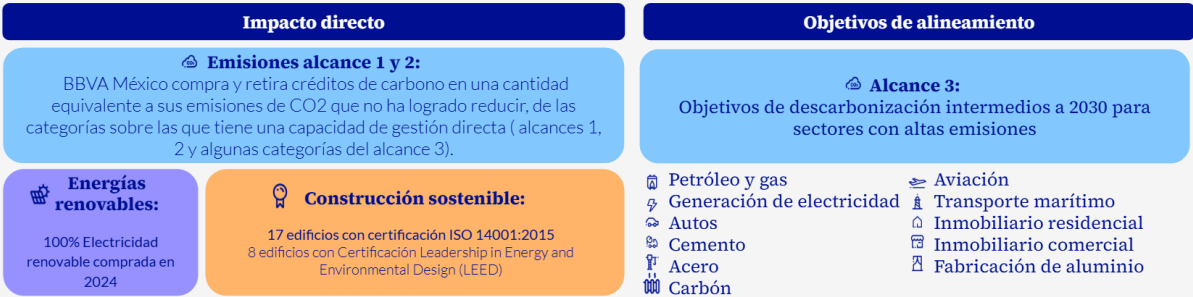 Impacto directo
Emisiones alcance 1 y 2:
BBVA México compra y retira créditos de carbono en una cantidad
equivalente a sus emisiones de CO2 que no ha logrado reducir, de las
categorías sobre las que tiene una capacidad de gestión directa ( alcances 1,
2 y algunas categorías del alcance 3).
Energías
renovables:
100% Electricidad
renovable comprada en
2024
Construcción sostenible:
17 edificios con certificación ISO 14001:2015
8 edificios con Certificación Leadership in Energy and
Environmental Design (LEED)
Objetivos de alineamiento
Alcance 3:
Objetivos de descarbonización intermedios a 2030 para
sectores con altas emisiones
Petróleo y gas
Generación de electricidad
Autos
Cemento
Acero
Carbón
Aviación
Transporte marítimo
Inmobiliario residencial
Inmobiliario comercial
Fabricación de aluminio